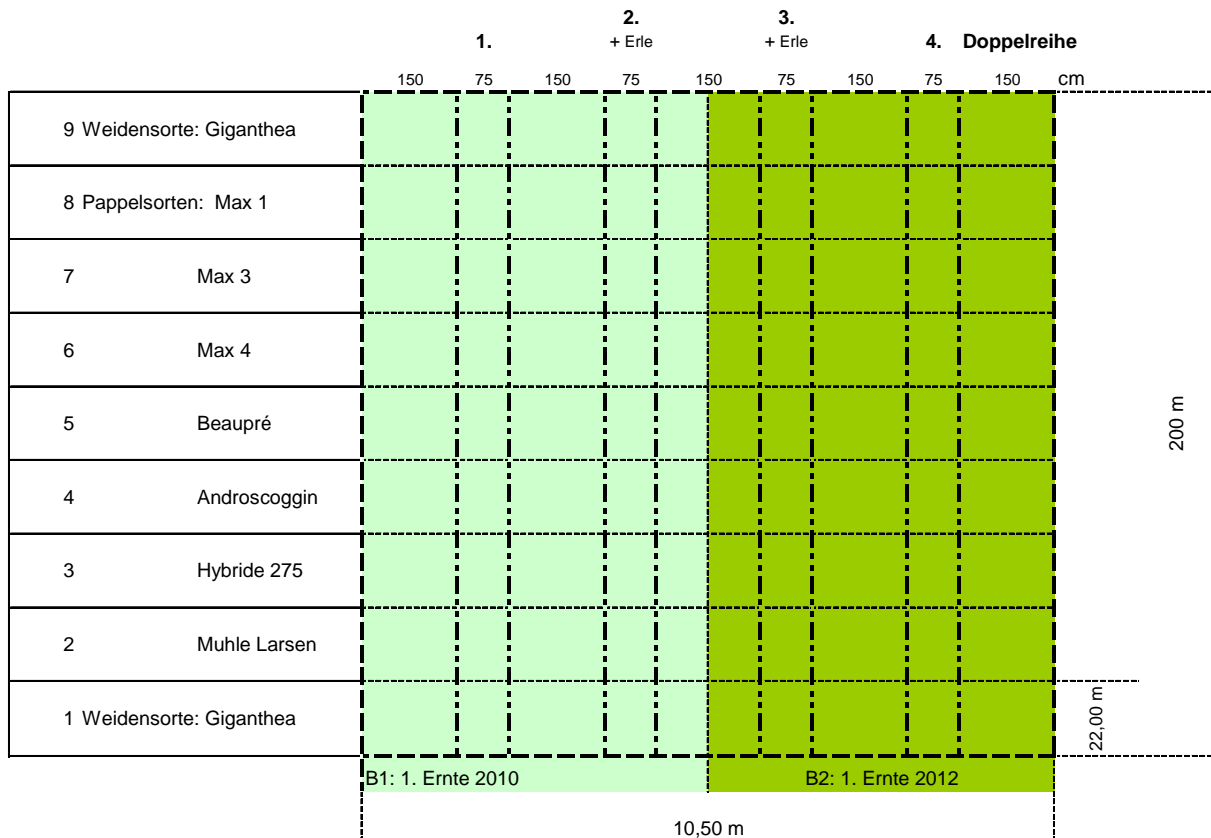 2. 3.
1. + Erle + Erle 4. Doppelreihe
150 75 150 75 150 75 150 75 150 cm
9 Weidensorte: Giganthea
8 Pappelsorten: Max 1
7 Max 3
6 Max 4
5 Beaupré
4 Androscoggin
3 Hybride 275
2 Muhle Larsen
1 Weidensorte: Giganthea
200 m
22,00 m
B1: 1. Ernte 2010 B2: 1. Ernte 2012
10,50 m